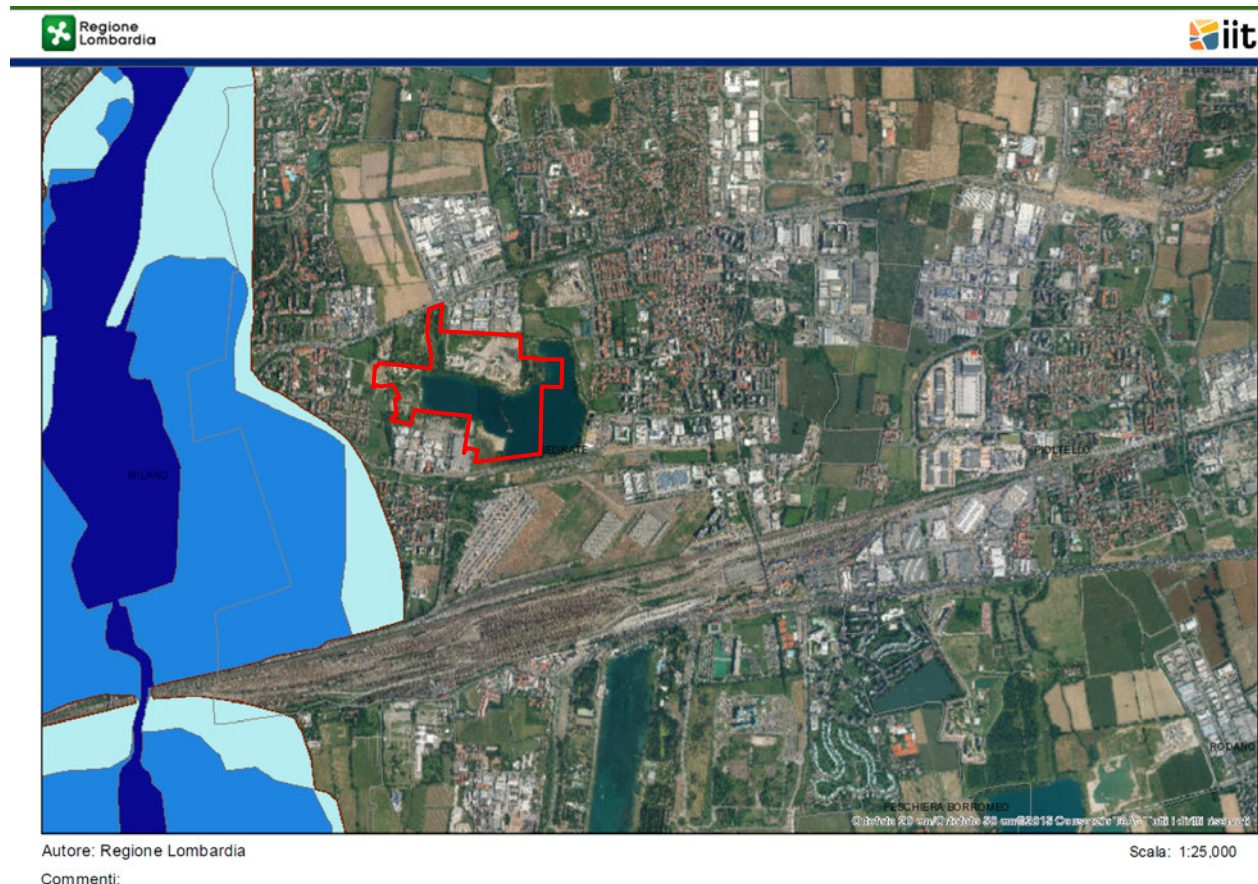 Regione
Lombardia
iit
MILANO
SEGRATE
PIOLTELLO
RODANO
PESCHIERA BORROMEO
Autore: Regione Lombardia
Scala: 1:25,000
Commenti: